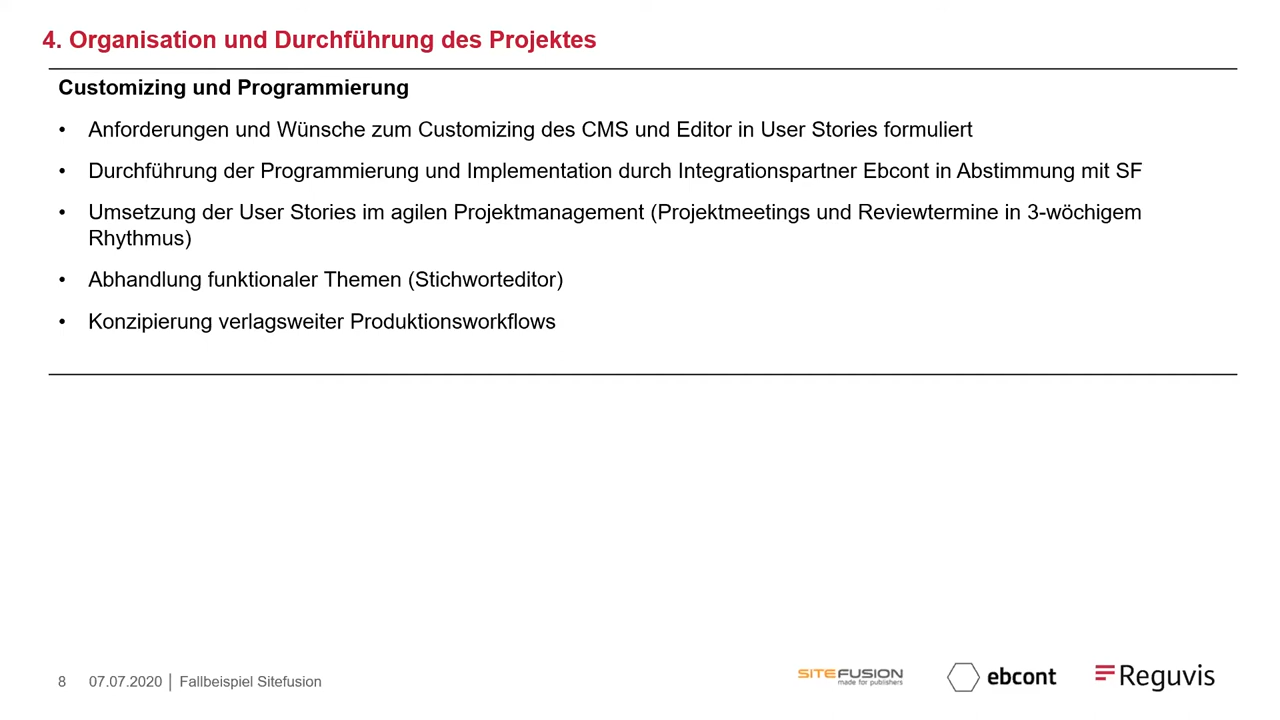 4. Organisation und Durchführung des Projektes
Customizing und Programmierung
• Anforderungen und Wünsche zum Customizing des CMS und Editor in User Stories formuliert
• Durchführung der Programmierung und Implementation durch Integrationspartner Ebcont in Abstimmung mit SF
• Umsetzung der User Stories im agilen Projektmanagement (Projektmeetings und Reviewtermine in 3-wöchigem
Rhythmus)
• Abhandlung funktionaler Themen (Stichworteditor)
• Konzipierung verlagsweiter Produktionsworkflows
8 07.07.2020 | Fallbeispiel Sitefusion
SITEFUSION
made for publishers
ebcont
Reguvis